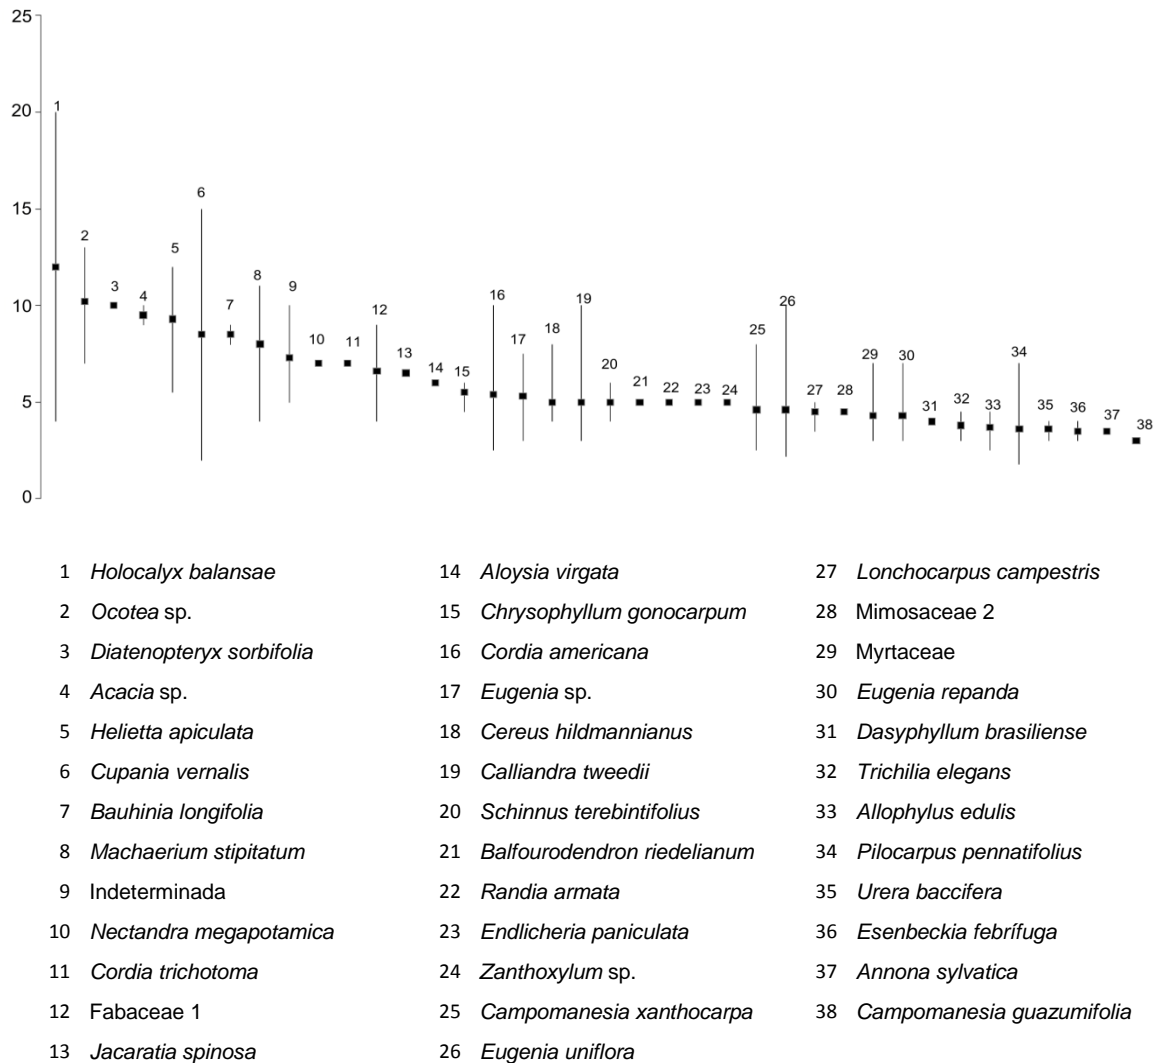 25
20
15
10
5
0
1
2
3
4
5
6
7
8
9
10
11
12
13
14
15
16
17
18
19
20
21
22
23
24
25
26
27
28
29
30
31
32
33
34
35
36
37
38
1 Holocalyx balansae
2 Ocotea sp.
3 Diatenopteryx sorbifolia
4 Acacia sp.
5 Helietta apiculata
6 Cupania vernalis
7 Bauhinia longifolia
8 Machaerium stipitatum
9 Indeterminada
10 Nectandra megapotamica
11 Cordia trichotoma
12 Fabaceae 1
13 Jacaratia spinosa
14 Aloysia virgata
15 Chrysophyllum gonocarpum
16 Cordia americana
17 Eugenia sp.
18 Cereus hildmannianus
19 Calliandra tweedii
20 Schinnus terebintifolius
21 Balfourodendron riedelianum
22 Randia armata
23 Endlicheria paniculata
24 Zanthoxylum sp.
25 Campomanesia xanthocarpa
26 Eugenia uniflora
27 Lonchocarpus campestris
28 Mimosaceae 2
29 Myrtaceae
30 Eugenia repanda
31 Dasyphyllum brasiliense
32 Trichilia elegans
33 Allophylus edulis
34 Pilocarpus pennatifolius
35 Urera baccifera
36 Esenbeckia febrífuga
37 Annona sylvatica
38 Campomanesia guazumifolia